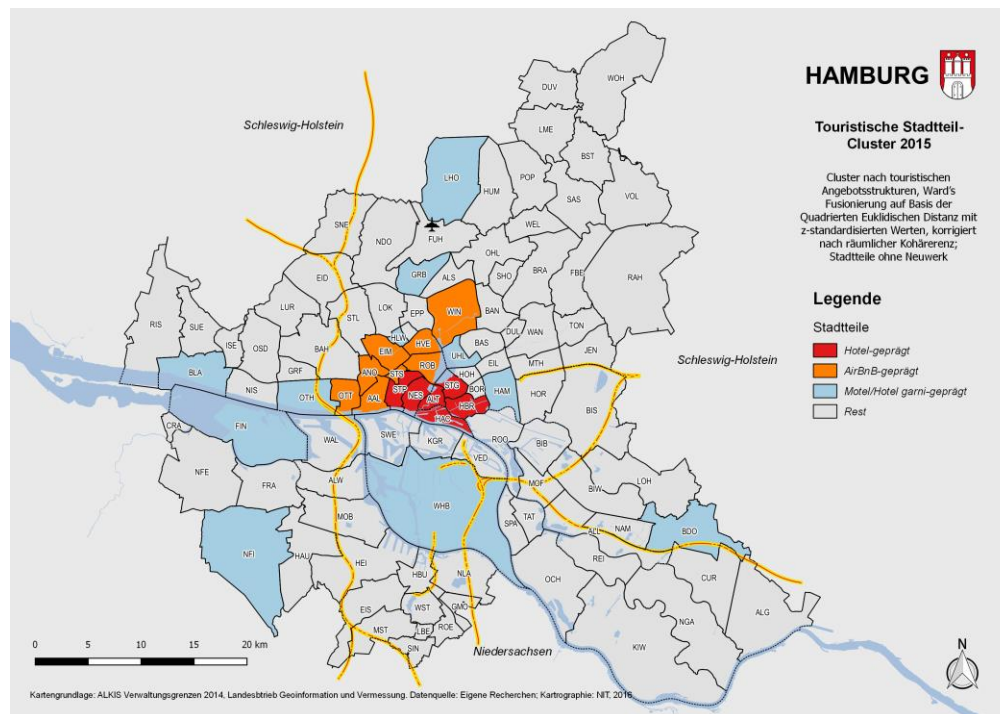 HAMBURG
Touristische Stadtteil-
Cluster 2015
Cluster nach touristischen
Angebotsstrukturen, Ward's
Fusionierung auf Basis der
Quadrierten Euklidischen Distanz mit
z-standardisierten Werten, korrigiert
nach räumlicher Kohärerenz;
Stadtteile ohne Neuwerk
Legende
Stadtteile
Hotel-geprägt
AirBnB-geprägt
Motel/Hotel garni-geprägt
Rest
Schleswig-Holstein
Schleswig-Holstein
Niedersachsen
WOH
DUV
LME
BST
LHO
HUM
POP
SAS
VOL
SNE
NDO
FUH
WEL
OHL
EID
GRB
ALS
SHO
BRA
FBE
RAH
LUR
STL
LOK
EPP
WIN
BAN
RIS
SUE
ISE
OSD
BAH
HLW
HVE
BAS
DUL
WAN
TON
JEN
EIM
UHL
EIL
MTH
BLA
NIS
GRF
ANO
STS
ROB
HOH
OTH
OTT
AAL
STP
NES
ALT
STG
BOR
HAM
HOR
BIS
HBR
HAC
CRA
FIN
WAL
SWE
KGR
ROO
BIB
VED
NFE
FRA
ALW
MOF
BIW
LOH
WHB
SPA
TAT
ALL
NAM
BDO
MOB
NFI
HAU
HEI
REI
HBU
NLA
OCH
CUR
ALG
EIS
WST
GMO
NGA
MST
LBE
ROE
SIN
KIW
0 5 10 15 20 km
N
Kartengrundlage: ALKIS Verwaltungsgrenzen 2014, Landesbtrieb Geoinformation und Vermessung. Datenquelle: Eigene Recherchen; Kartographie: NIT, 2016